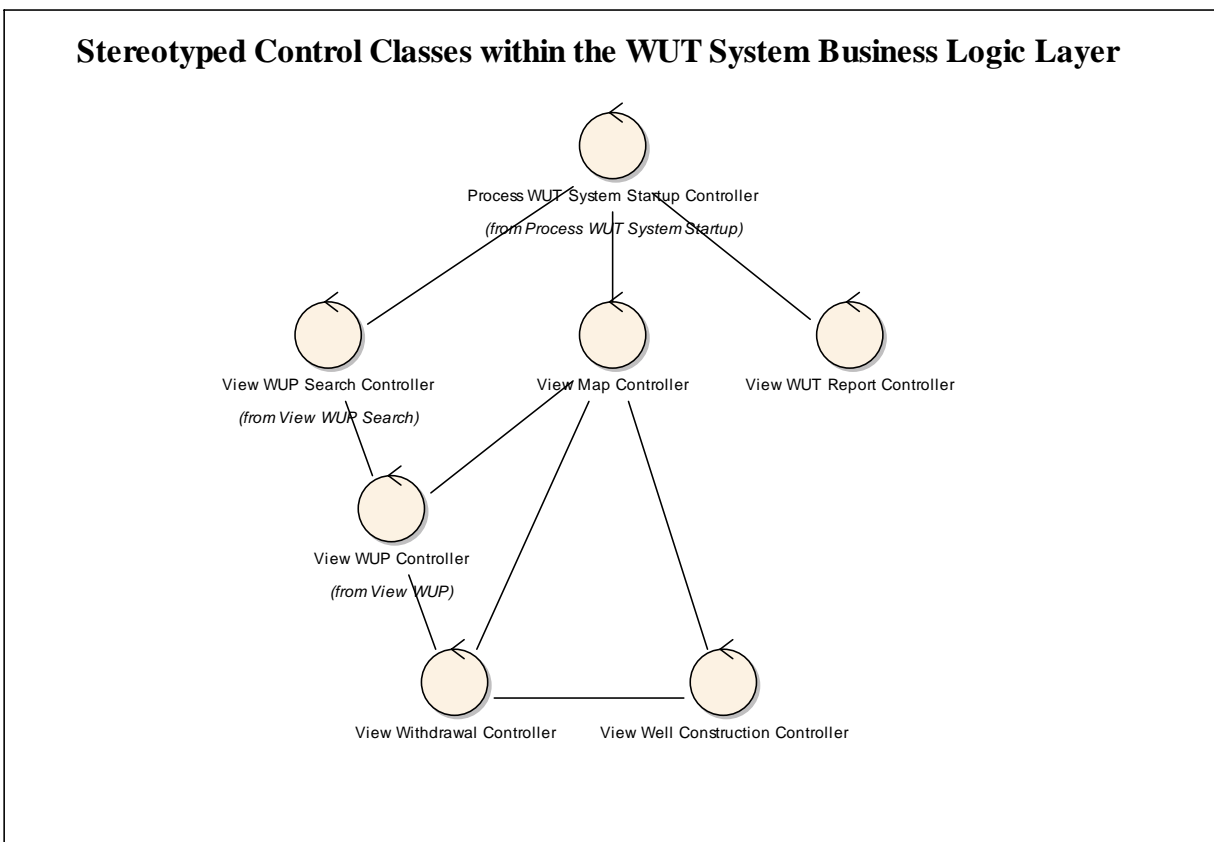 Stereotyped Control Classes within the WUT System Business Logic Layer
Process WUT System Startup Controller
(from Process WUT System Startup)
View WUP Search Controller
(from View WUP Search)
View Map Controller
View WUT Report Controller
View WUP Controller
(from View WUP)
View Withdrawal Controller
View Well Construction Controller